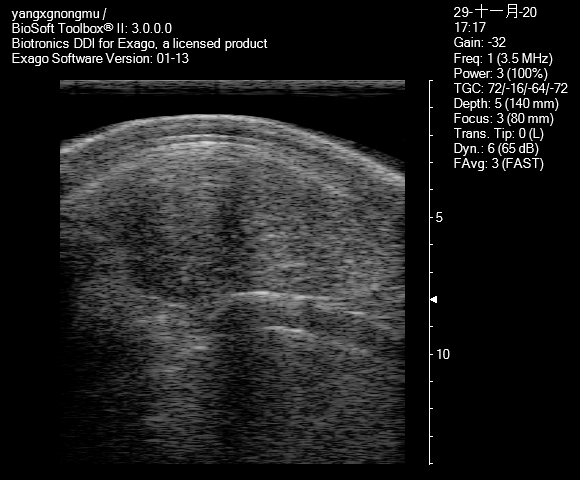 yangxgnongmu /
BioSoft Toolbox® II: 3.0.0.0
Biotronics DDI for Exago, a licensed product
Exago Software Version: 01-13
29-十一月-20
17:17
Gain: -32
Freq: 1 (3.5 MHz)
Power: 3 (100%)
TGC: 72/-16/-64/-72
Depth: 5 (140 mm)
Focus: 3 (80 mm)
Trans. Tip: 0 (L)
Dyn.: 6 (65 dB)
FAvg: 3 (FAST)
5
10